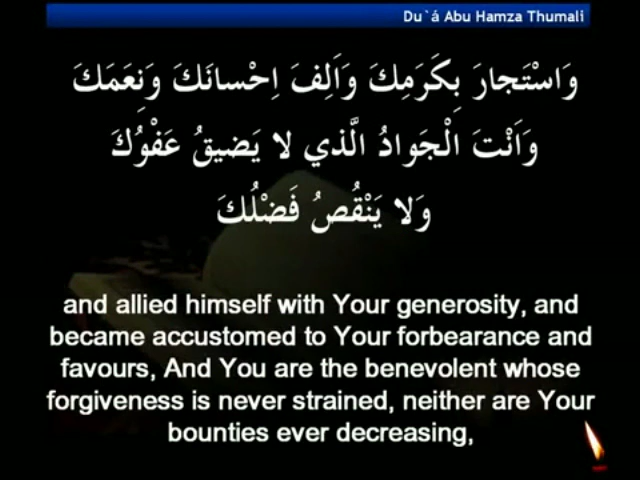 Du`á Abu Hamza Thumali
وَاسْتَجارَ بِكَرَمِكَ وَاَلِفَ اِحْسانَكَ وَنِعَمَكَ
وَاَنْتَ الْجَوادُ الَّذي لا يَضيقُ عَفْوُكَ
وَلا يَنْقُصُ فَضْلُكَ
and allied himself with Your generosity, and
became accustomed to Your forbearance and
favours, And You are the benevolent whose
forgiveness is never strained, neither are Your
bounties ever decreasing,